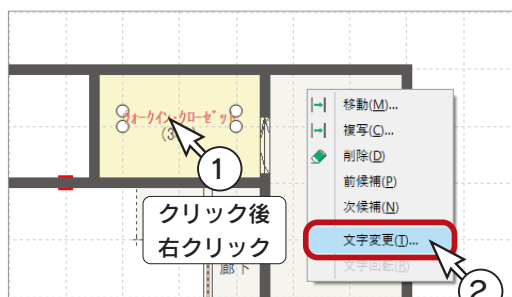 ウォークイン・クローゼット
(3
1
クリック後
右クリック
廊下
移動(M)...
複写(C)...
削除(D)
前候補(P)
次候補(N)
文字変更(T)...
文字回転(R)
2